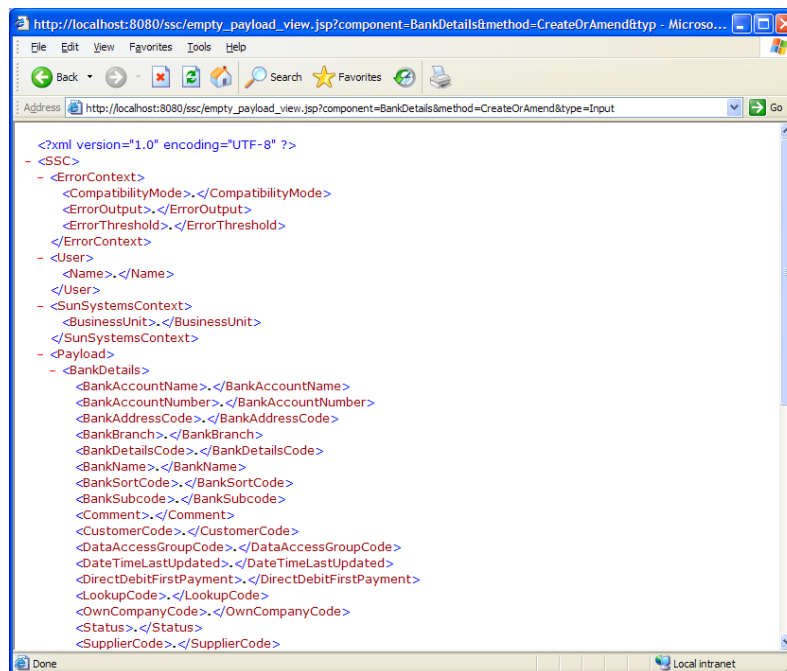 http://localhost:8080/ssc/empty_payload_view.jsp?component=BankDetails&method=CreateOrAmend&typ - Microso...
File Edit View Favorites Tools Help
Back Search Favorites
Address http://localhost:8080/ssc/empty_payload_view.jsp?component=BankDetails&method=CreateOrAmend&type=Input Go
<?xml version="1.0" encoding="UTF-8" ?>
- <SSC>
- <ErrorContext>
<CompatibilityMode>.</CompatibilityMode>
<ErrorOutput>.</ErrorOutput>
<ErrorThreshold>.</ErrorThreshold>
</ErrorContext>
- <User>
<Name>.</Name>
</User>
- <SunSystemsContext>
<BusinessUnit>.</BusinessUnit>
</SunSystemsContext>
- <Payload>
- <BankDetails>
<BankAccountName>.</BankAccountName>
<BankAccountNumber>.</BankAccountNumber>
<BankAddressCode>.</BankAddressCode>
<BankBranch>.</BankBranch>
<BankDetailsCode>.</BankDetailsCode>
<BankName>.</BankName>
<BankSortCode>.</BankSortCode>
<BankSubcode>.</BankSubcode>
<Comment>.</Comment>
<CustomerCode>.</CustomerCode>
<DataAccessGroupCode>.</DataAccessGroupCode>
<DateTimeLastUpdated>.</DateTimeLastUpdated>
<DirectDebitFirstPayment>.</DirectDebitFirstPayment>
<LookupCode>.</LookupCode>
<OwnCompanyCode>.</OwnCompanyCode>
<Status>.</Status>
<SupplierCode>.</SupplierCode>
Done Local intranet